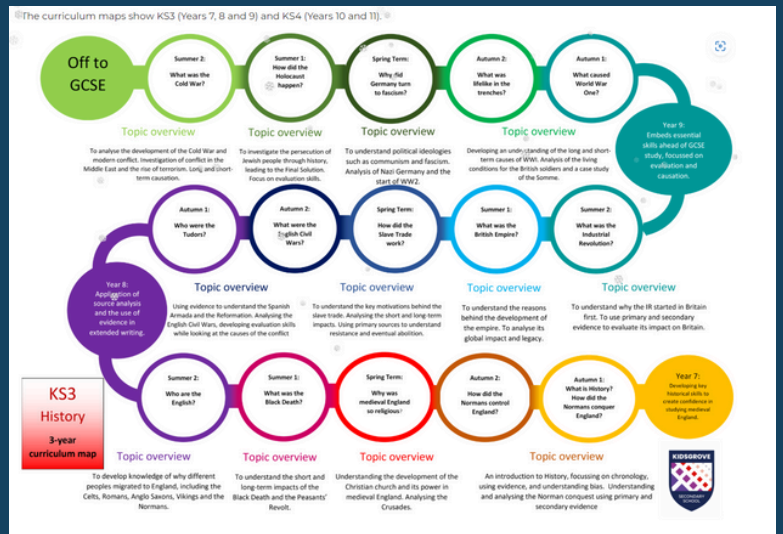 The curriculum maps show KS3 (Years 7, 8 and 9) and KS4 (Years 10 and 11).
Off to
GCSE
Summer 2:
What was the
Cold War?
Summer 1:
How did the
Holocaust
happen?
Spring Term:
Why did
Germany turn
to fascism?
Autumn 2:
What was
lifelike in the
trenches?
Autumn 1:
What caused
World War
One?
Year 9:
Embeds essential
skills ahead of GCSE
study, focussed on
evaluation and
causation.
Topic overview
To analyse the development of the Cold War and
modern conflict. Investigation of conflict in the
Middle East and the rise of terrorism. Long and short-
term causation.
Topic overview
To investigate the persecution of
Jewish people through history,
leading to the Final Solution.
Focus on evaluation skills.
Topic overview
To understand political ideologies
such as communism and fascism.
Analysis of Nazi Germany and the
start of WW2.
Topic overview
Developing an understanding of the long and short-
term causes of WWI. Analysis of the living
conditions for the British soldiers and a case study
of the Somme.
Autumn 1:
Who were the
Tudors?
Autumn 2:
What were the
English Civil
Wars?
Spring Term:
How did the
Slave Trade
work?
Summer 1:
What was the
British Empire?
Summer 2:
What was the
Industrial
Revolution?
Year 8:
Application of
source analysis
and the use of
evidence in
extended writing.
Topic overview
Using evidence to understand the Spanish
Armada and the Reformation. Analysing the
English Civil Wars, developing evaluation skills
while looking at the causes of the conflict
Topic overview
To understand the key motivations behind the
slave trade. Analysing the short and long-term
impacts. Using primary sources to understand
resistance and eventual abolition.
Topic overview
To understand the reasons
behind the development of
the empire. To analyse its
global impact and legacy.
Topic overview
To understand why the IR started in Britain
first. To use primary and secondary
evidence to evaluate its impact on Britain.
KS3
History
3-year
curriculum map
Summer 2:
Who are the
English?
Summer 1:
What was the
Black Death?
Spring Term:
Why was
medieval England
so religious?
Autumn 2:
How did the
Normans control
England?
Autumn 1:
What is History?
How did the
Normans conquer
England?
Year 7:
Developing key
historical skills to
create confidence in
studying medieval
England.
Topic overview
To develop knowledge of why different
peoples migrated to England, including the
Celts, Romans, Anglo Saxons, Vikings and the
Normans.
Topic overview
To understand the short and
long-term impacts of the
Black Death and the Peasants'
Revolt.
Topic overview
Understanding the development of the
Christian church and its power in
medieval England. Analysing the
Crusades.
Topic overview
An introduction to History, focussing on chronology,
using evidence, and understanding bias. Understanding
and analysing the Norman conquest using primary and
secondary evidence
KIDSGROVE
SECONDARY
SCHOOL